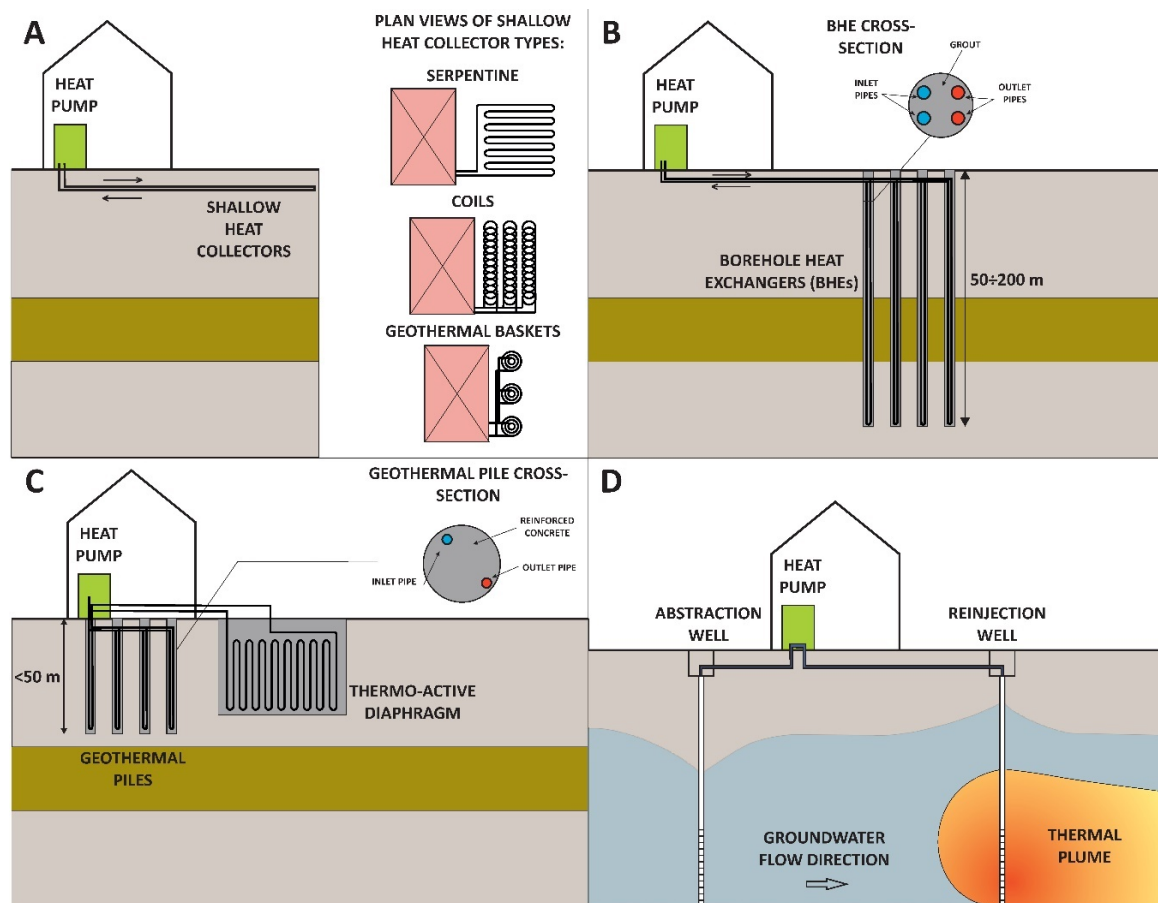 A
HEAT
PUMP
SHALLOW
HEAT
COLLECTORS
PLAN VIEWS OF SHALLOW
HEAT COLLECTOR TYPES:
SERPENTINE
COILS
GEOTHERMAL BASKETS
B
HEAT
PUMP
BHE CROSS-
SECTION
GROUT
INLET
PIPES
OUTLET
PIPES
BOREHOLE HEAT
EXCHANGERS (BHEs)
50÷200 m
C
HEAT
PUMP
GEOTHERMAL PILE CROSS-
SECTION
REINFORCED
CONCRETE
INLET PIPE
OUTLET PIPE
<50 m
THERMO-ACTIVE
DIAPHRAGM
GEOTHERMAL
PILES
D
HEAT
PUMP
ABSTRACTION
WELL
REINJECTION
WELL
GROUNDWATER
FLOW DIRECTION
THERMAL
PLUME